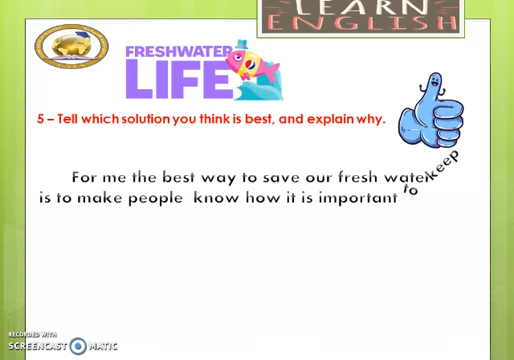 LEARN
ENGLISH
FRESHWATER
LIFE
5 – Tell which solution you think is best, and explain why.
For me the best way to save our fresh water
is to make people know how it is important to keep
RECORDED WITH
SCREENCAST MATIC